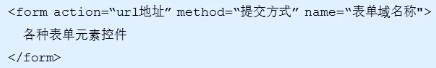 <form action=“url地址” method=“提交方式” name=“表单域名称">
各种表单元素控件
</form>